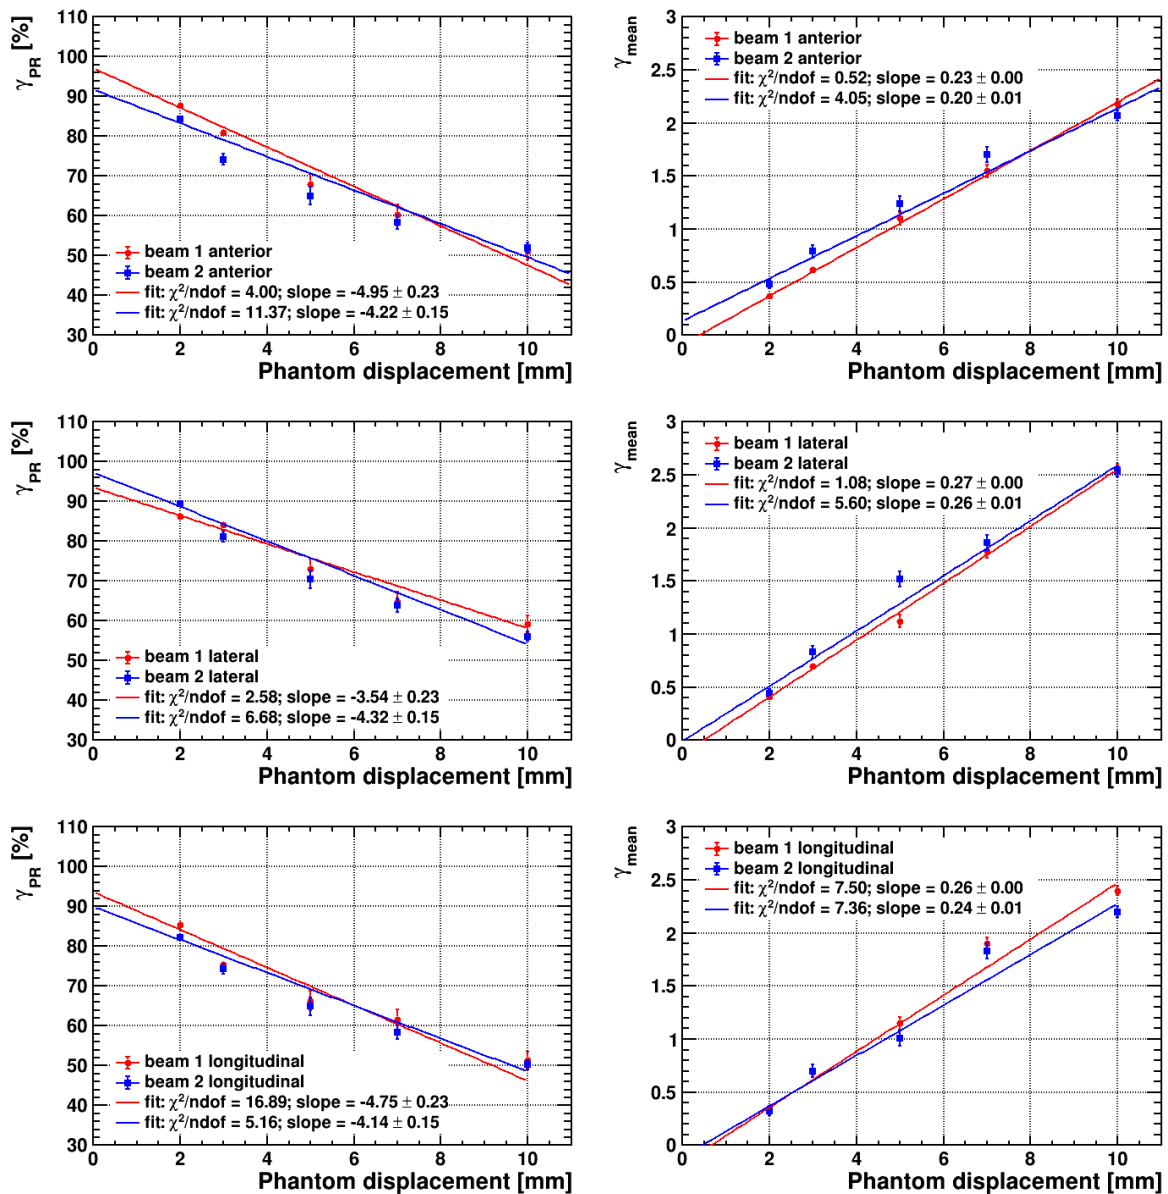 γPR [%]
110
100
90
80
70
60
50
40
30
beam 1 anterior
beam 2 anterior
fit: χ²/ndof = 4.00; slope = -4.95 ± 0.23
fit: χ²/ndof = 11.37; slope = -4.22 ± 0.15
0 2 4 6 8 10
Phantom displacement [mm]
γmean
3
2.5
2
1.5
1
0.5
0
beam 1 anterior
beam 2 anterior
fit: χ²/ndof = 0.52; slope = 0.23 ± 0.00
fit: χ²/ndof = 4.05; slope = 0.20 ± 0.01
0 2 4 6 8 10
Phantom displacement [mm]
γPR [%]
110
100
90
80
70
60
50
40
30
beam 1 lateral
beam 2 lateral
fit: χ²/ndof = 2.58; slope = -3.54 ± 0.23
fit: χ²/ndof = 6.68; slope = -4.32 ± 0.15
0 2 4 6 8 10
Phantom displacement [mm]
γmean
3
2.5
2
1.5
1
0.5
0
beam 1 lateral
beam 2 lateral
fit: χ²/ndof = 1.08; slope = 0.27 ± 0.00
fit: χ²/ndof = 5.60; slope = 0.26 ± 0.01
0 2 4 6 8 10
Phantom displacement [mm]
γPR [%]
110
100
90
80
70
60
50
40
30
beam 1 longitudinal
beam 2 longitudinal
fit: χ²/ndof = 16.89; slope = -4.75 ± 0.23
fit: χ²/ndof = 5.16; slope = -4.14 ± 0.15
0 2 4 6 8 10
Phantom displacement [mm]
γmean
3
2.5
2
1.5
1
0.5
0
beam 1 longitudinal
beam 2 longitudinal
fit: χ²/ndof = 7.50; slope = 0.26 ± 0.00
fit: χ²/ndof = 7.36; slope = 0.24 ± 0.01
0 2 4 6 8 10
Phantom displacement [mm]